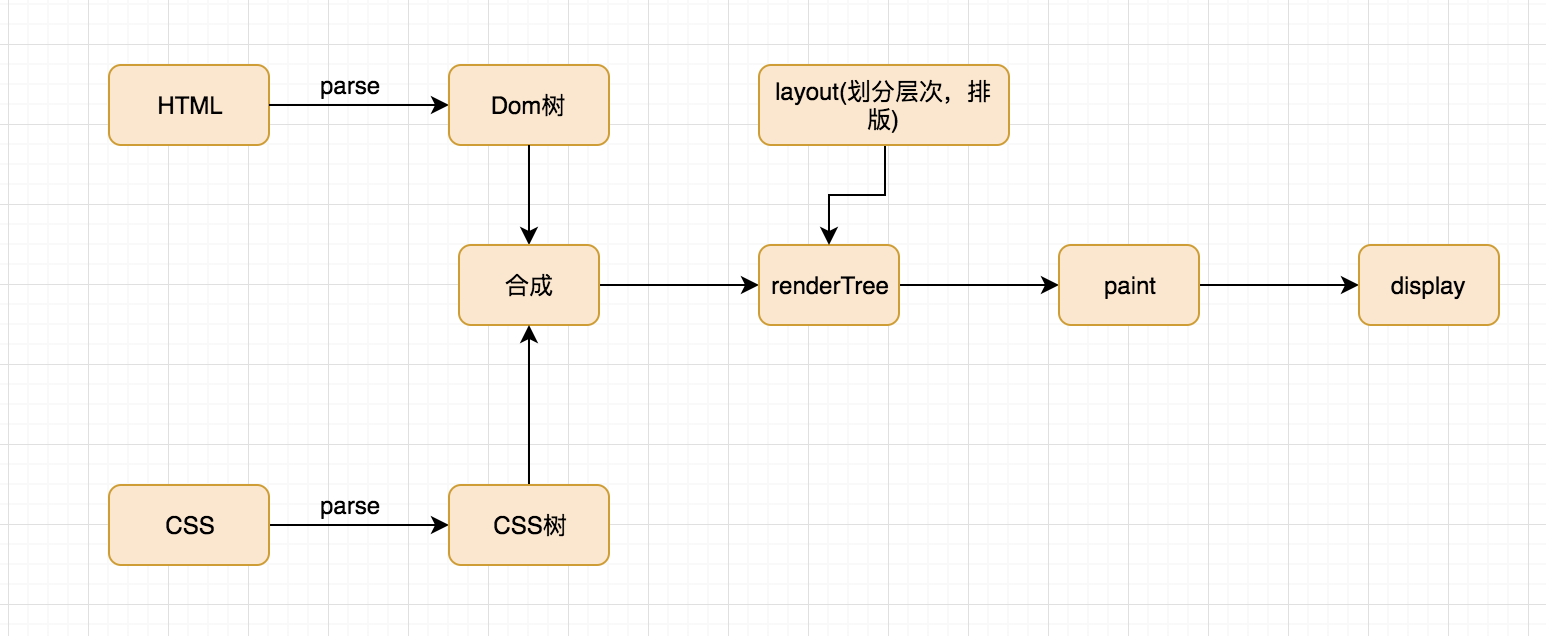 HTML
parse
Dom树
layout(划分层次，排
版)
合成
renderTree
paint
display
CSS
parse
CSS树